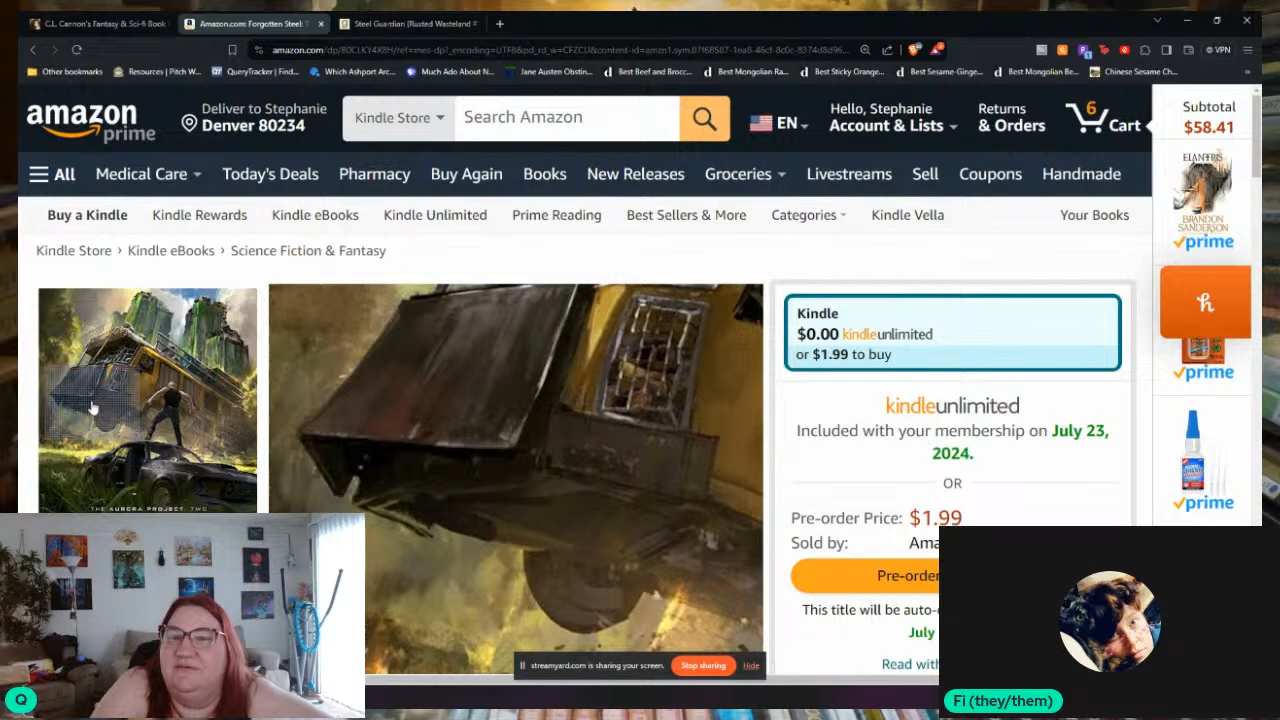 C.L. Cannon's Fantasy & Sci-fi Book
Amazon.com: Forgotten Steel: T
Steel Guardian (Rusted Wasteland #
Other bookmarks
Resources | Pitch W...
QueryTracker | Find...
Which Ashport Arc...
Much Ado About N...
Jane Austen Obstin...
Best Beef and Brocc...
Best Mongolian Ra...
Best Sticky Orange...
Best Sesame-Ginge...
Best Mongolian Be...
Chinese Sesame Ch...
VPN
amazon prime
Deliver to Stephanie
Denver 80234
Kindle Store
Search Amazon
EN
Hello, Stephanie
Account & Lists
Returns
& Orders
6
Cart
Subtotal
$58.41
All
Medical Care
Today's Deals
Pharmacy
Buy Again
Books
New Releases
Groceries
Livestreams
Sell
Coupons
Handmade
Buy a Kindle
Kindle Rewards
Kindle eBooks
Kindle Unlimited
Prime Reading
Best Sellers & More
Categories
Kindle Vella
Your Books
ELANTRIS
BRANDON
SANDERSON
prime
Kindle Store › Kindle eBooks › Science Fiction & Fantasy
Kindle
$0.00 kindleunlimited
or $1.99 to buy
kindleunlimited
Included with your membership on July 23,
2024.
OR
Pre-order Price: $1.99
Sold by: Ama
Pre-order
This title will be auto-
July
Read with
h
prime
prime
THE AURORA PROJECT, TWO
streamyard.com is sharing your screen.
Stop sharing
Hide
Q
Fi (they/them)